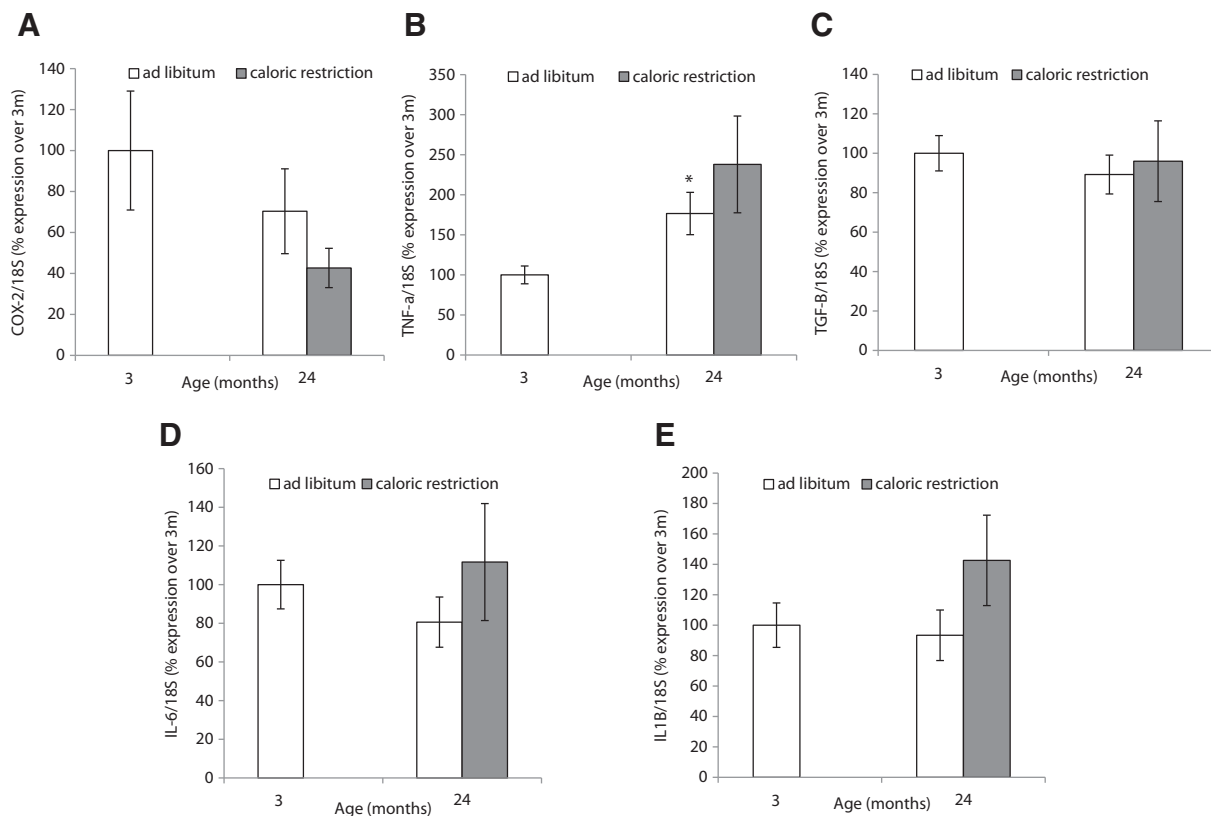 A
ad libitum caloric restriction
COX-2/18S (% expression over 3m)
140
120
100
80
60
40
20
0
3 Age (months) 24
B
ad libitum caloric restriction
TNF-a/18S (% expression over 3m)
350
300
250
200
150
100
50
0
*
3 Age (months) 24
C
ad libitum caloric restriction
TGF-B/18S (% expression over 3m)
140
120
100
80
60
40
20
0
3 Age (months) 24
D
ad libitum caloric restriction
IL-6/18S (% expression over 3m)
160
140
120
100
80
60
40
20
0
3 Age (months) 24
E
ad libitum caloric restriction
IL1B/18S (% expression over 3m)
200
180
160
140
120
100
80
60
40
20
0
3 Age (months) 24